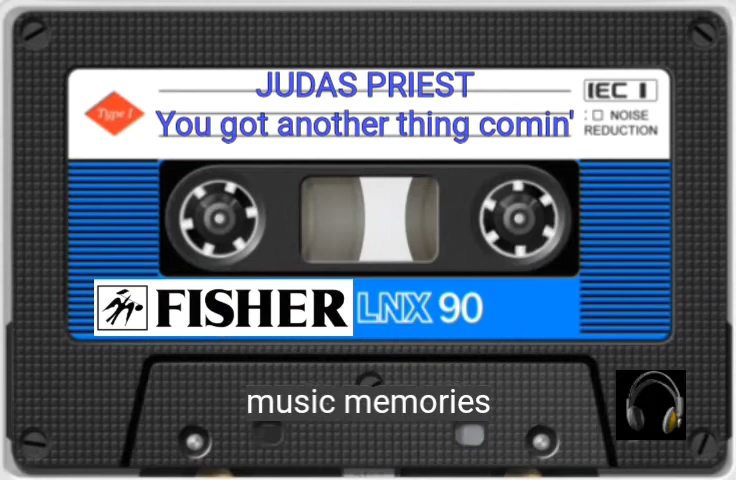 JUDAS PRIEST
You got another thing comin'
Type I
IEC I
: □ NOISE
REDUCTION
FISHER
LNX 90
music memories